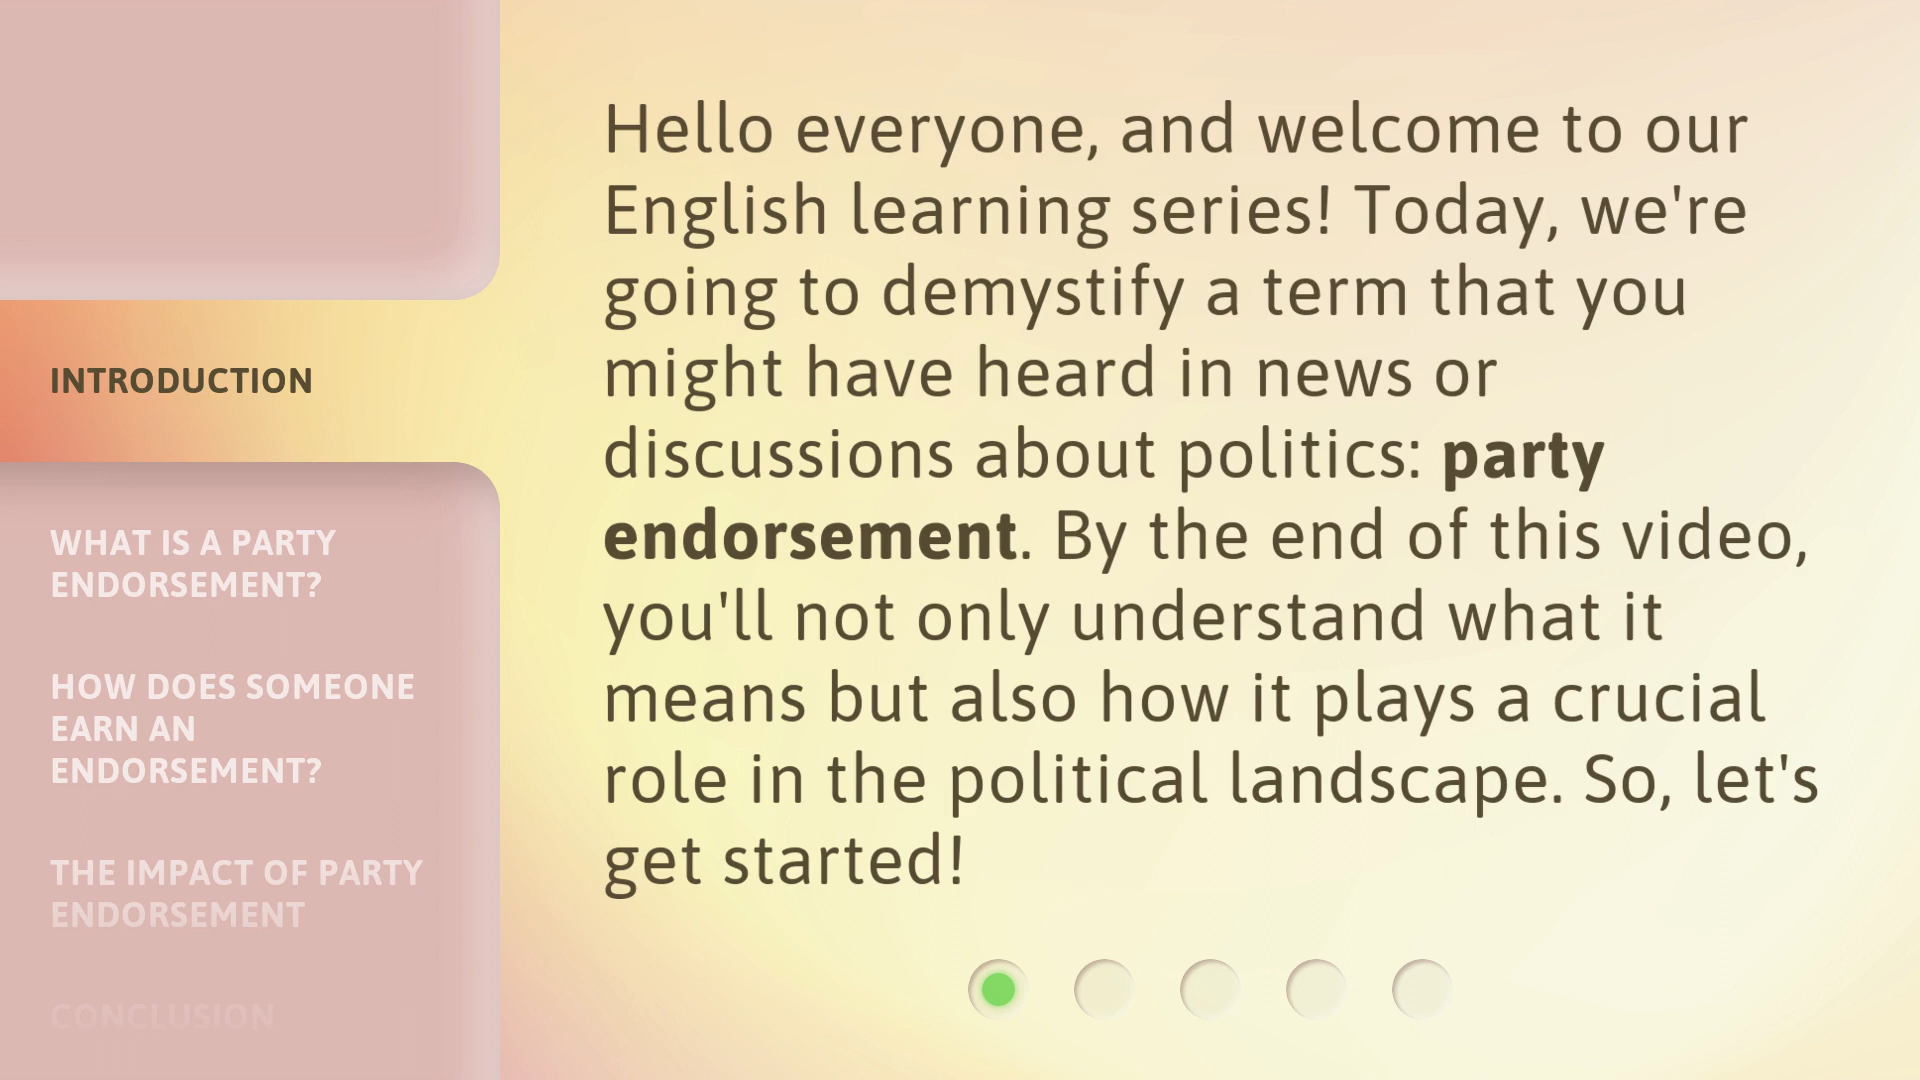 INTRODUCTION
WHAT IS A PARTY
ENDORSEMENT?
HOW DOES SOMEONE
EARN AN
ENDORSEMENT?
THE IMPACT OF PARTY
ENDORSEMENT
CONCLUSION
Hello everyone, and welcome to our
English learning series! Today, we're
going to demystify a term that you
might have heard in news or
discussions about politics: party
endorsement. By the end of this video,
you'll not only understand what it
means but also how it plays a crucial
role in the political landscape. So, let's
get started!